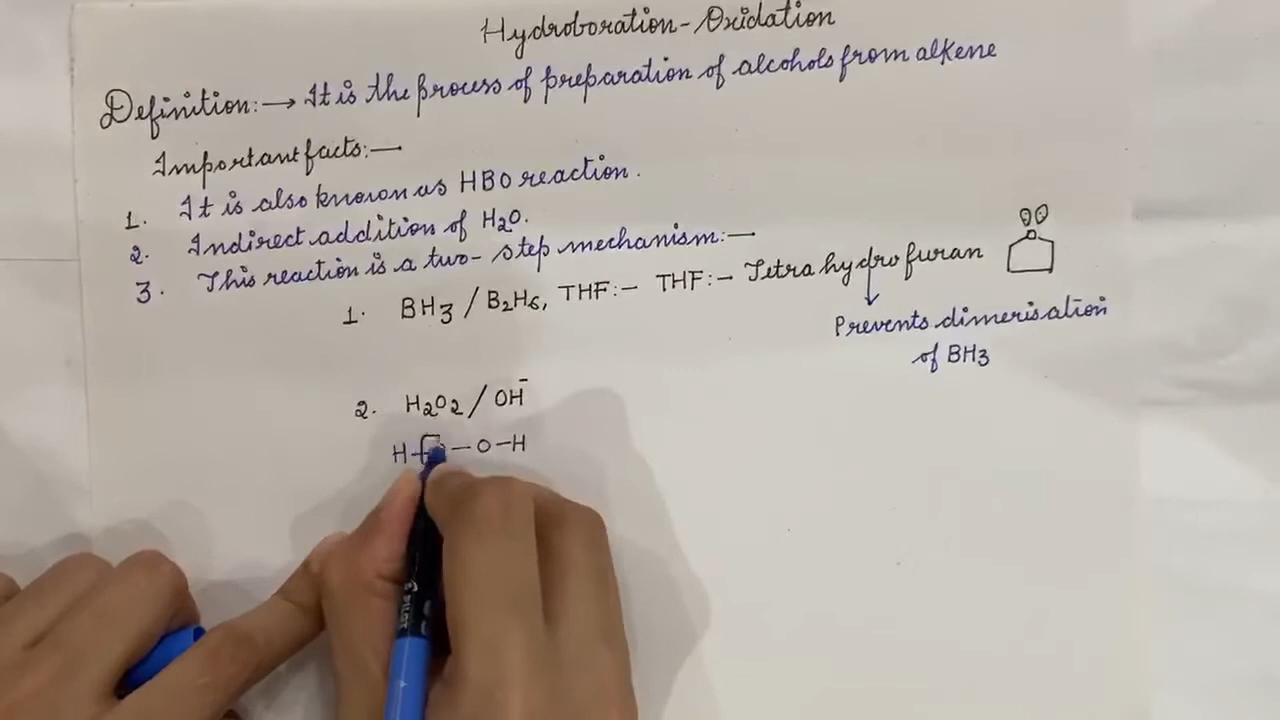 Hydroboration-Oxidation
Definition:→ It is the process of preparation of alcohols from alkene
Important facts:—
1. It is also known as HBO reaction.
2. Indirect addition of H2O.
3. This reaction is a two-step mechanism:—
1. BH3 / B2H6, THF:- THF:- Tetra hydro furan
Prevents dimerisation
of BH3
2. H2O2 / OH-
H- -O-H
PILOT